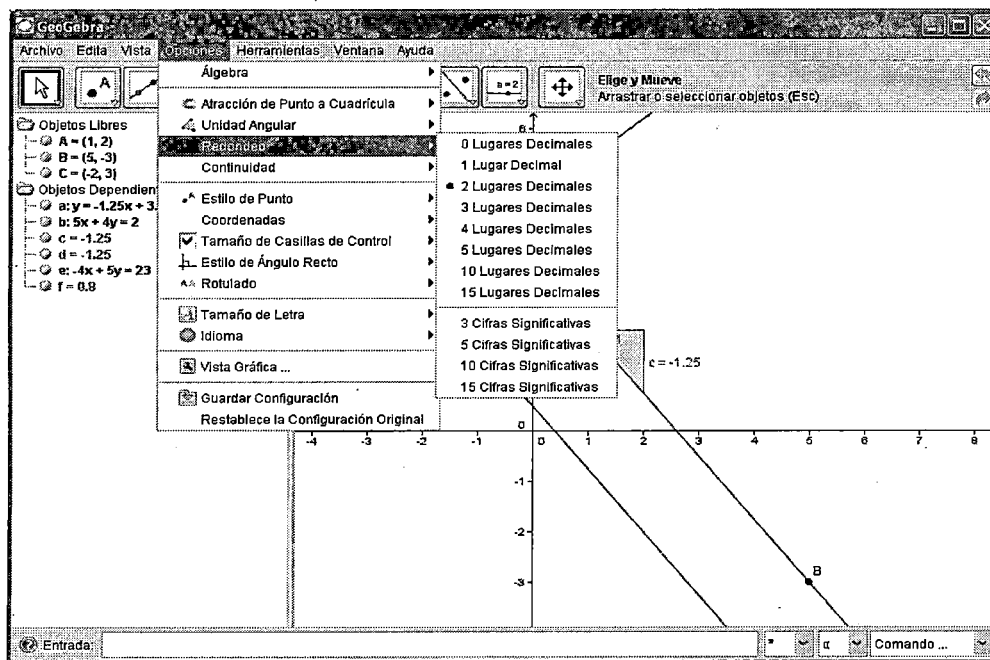 GeoGebra
Archivo Edita Vista Opciones Herramientas Ventana Ayuda
A
a=2
Elige y Mueve
Arrastrar o seleccionar objetos (Esc)
Objetos Libres
A = (1, 2)
B = (5, -3)
C = (-2, 3)
Objetos Dependien
a: y = -1.25x + 3.
b: 5x + 4y = 2
c = -1.25
d = -1.25
e: -4x + 5y = 23
f = 0.8
Álgebra
Atracción de Punto a Cuadrícula
Unidad Angular
Redondeo
Continuidad
Estilo de Punto
Coordenadas
Tamaño de Casillas de Control
Estilo de Ángulo Recto
Rotulado
Tamaño de Letra
Idioma
Vista Gráfica ...
Guardar Configuración
Restablece la Configuración Original
0 Lugares Decimales
1 Lugar Decimal
2 Lugares Decimales
3 Lugares Decimales
4 Lugares Decimales
5 Lugares Decimales
10 Lugares Decimales
15 Lugares Decimales
3 Cifras Significativas
5 Cifras Significativas
10 Cifras Significativas
15 Cifras Significativas
6
c = -1.25
0
-4 -3 -2 -1 0 1 2 3 4 5 6 7 8
-1
-2
-3
B
Entrada:
α
Comando ...